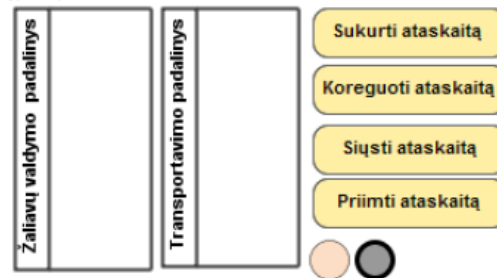 Žaliavų valdymo padalinys
Transportavimo padalinys
Sukurti ataskaitą
Koreguoti ataskaitą
Siųsti ataskaitą
Priimti ataskaitą